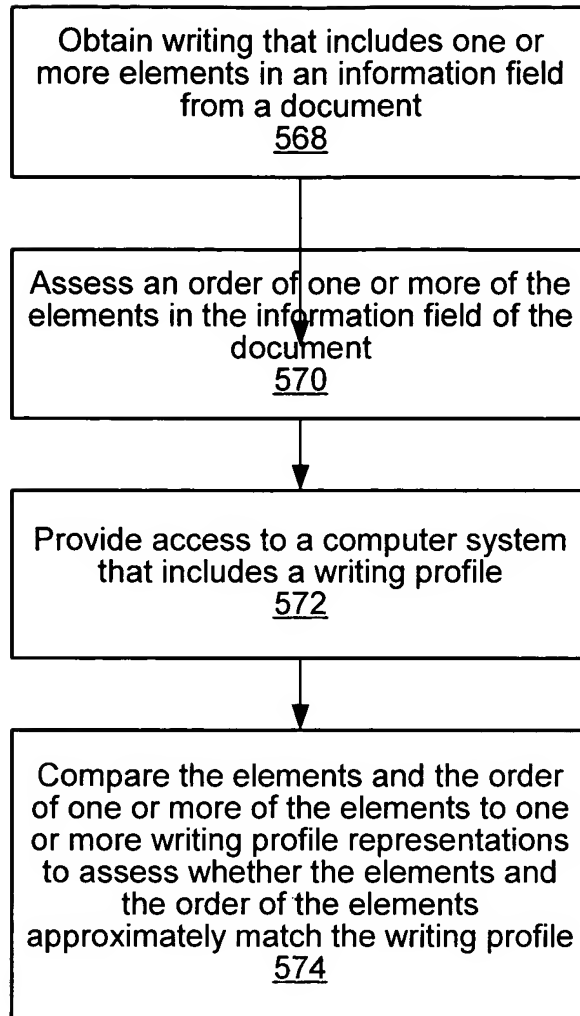 Obtain writing that includes one or
more elements in an information field
from a document
568
Assess an order of one or more of the
elements in the information field of the
document
570
Provide access to a computer system
that includes a writing profile
572
Compare the elements and the order
of one or more of the elements to one
or more writing profile representations
to assess whether the elements and
the order of the elements
approximately match the writing profile
574